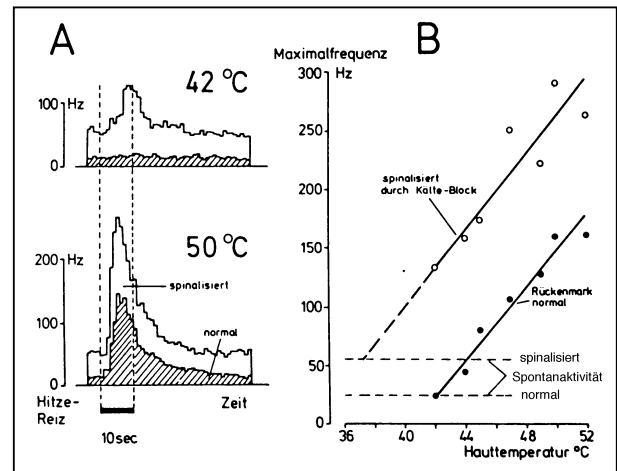 A
42 °C
Hz
100
0
50 °C
200
Hz
spinalisiert
100
normal
0
Hitze-
Reiz
Zeit
10sec
B
Maximalfrequenz
300
Hz
250
200
150
100
50
0
spinalisiert
durch Kälte-Block
Rückenmark
normal
spinalisiert
Spontanaktivität
normal
36
40
44
48
52
Hauttemperatur °C